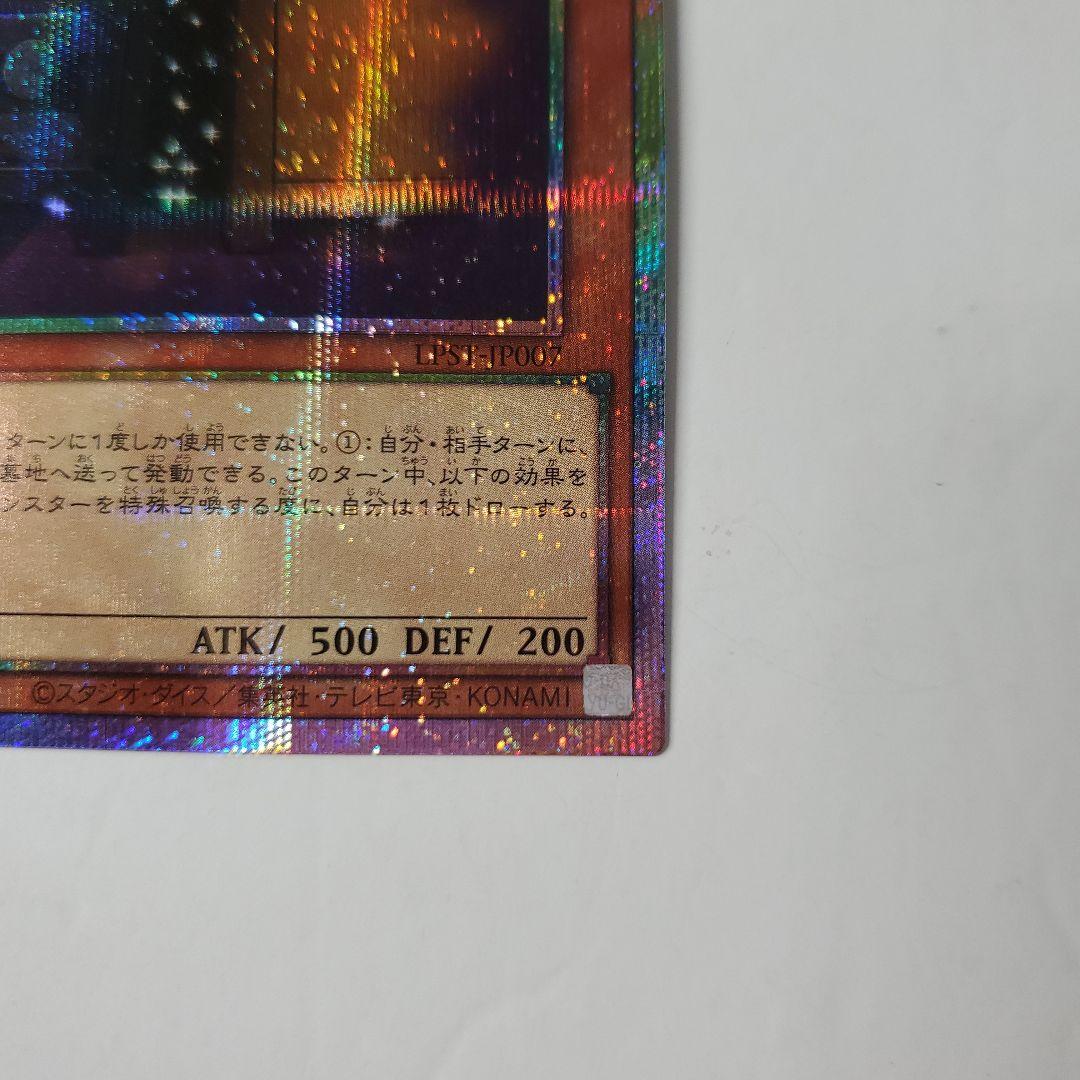 LPST-JP007
ターンに1度しか使用できない。①:自分・相手ターンに、
墓地へ送って発動できる。このターン中、以下の効果を
ンスターを特殊召喚する度に、自分は1枚ドローする。
ATK/ 500 DEF/ 200
©スタジオ・ダイス/集英社・テレビ東京・KONAMI